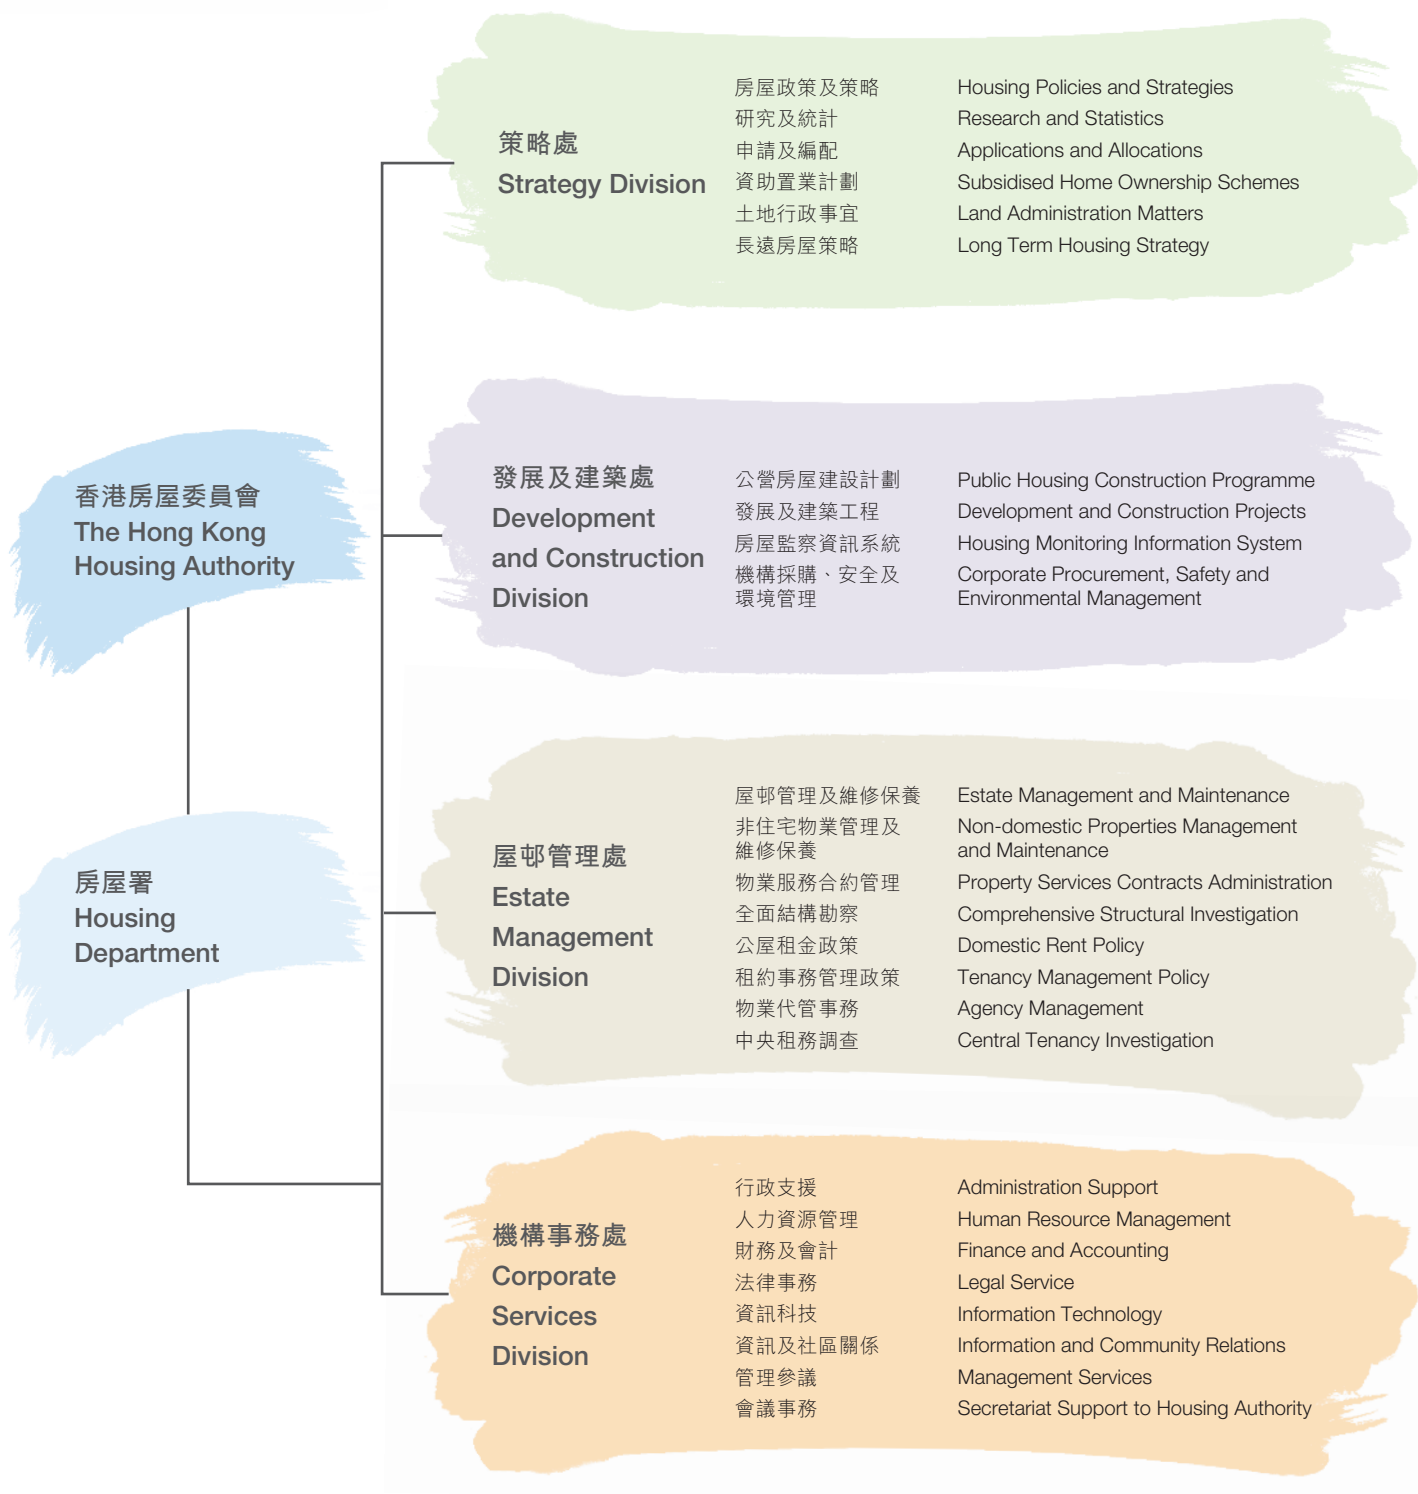 香港房屋委員會
The Hong Kong
Housing Authority
房屋署
Housing
Department
策略處
Strategy Division
房屋政策及策略 Housing Policies and Strategies
研究及統計 Research and Statistics
申請及編配 Applications and Allocations
資助置業計劃 Subsidised Home Ownership Schemes
土地行政事宜 Land Administration Matters
長遠房屋策略 Long Term Housing Strategy
發展及建築處
Development
and Construction
Division
公營房屋建設計劃 Public Housing Construction Programme
發展及建築工程 Development and Construction Projects
房屋監察資訊系統 Housing Monitoring Information System
機構採購、安全及 Corporate Procurement, Safety and
環境管理 Environmental Management
屋邨管理處
Estate
Management
Division
屋邨管理及維修保養 Estate Management and Maintenance
非住宅物業管理及 Non-domestic Properties Management
維修保養 and Maintenance
物業服務合約管理 Property Services Contracts Administration
全面結構勘察 Comprehensive Structural Investigation
公屋租金政策 Domestic Rent Policy
租約事務管理政策 Tenancy Management Policy
物業代管事務 Agency Management
中央租務調查 Central Tenancy Investigation
機構事務處
Corporate
Services
Division
行政支援 Administration Support
人力資源管理 Human Resource Management
財務及會計 Finance and Accounting
法律事務 Legal Service
資訊科技 Information Technology
資訊及社區關係 Information and Community Relations
管理參議 Management Services
會議事務 Secretariat Support to Housing Authority